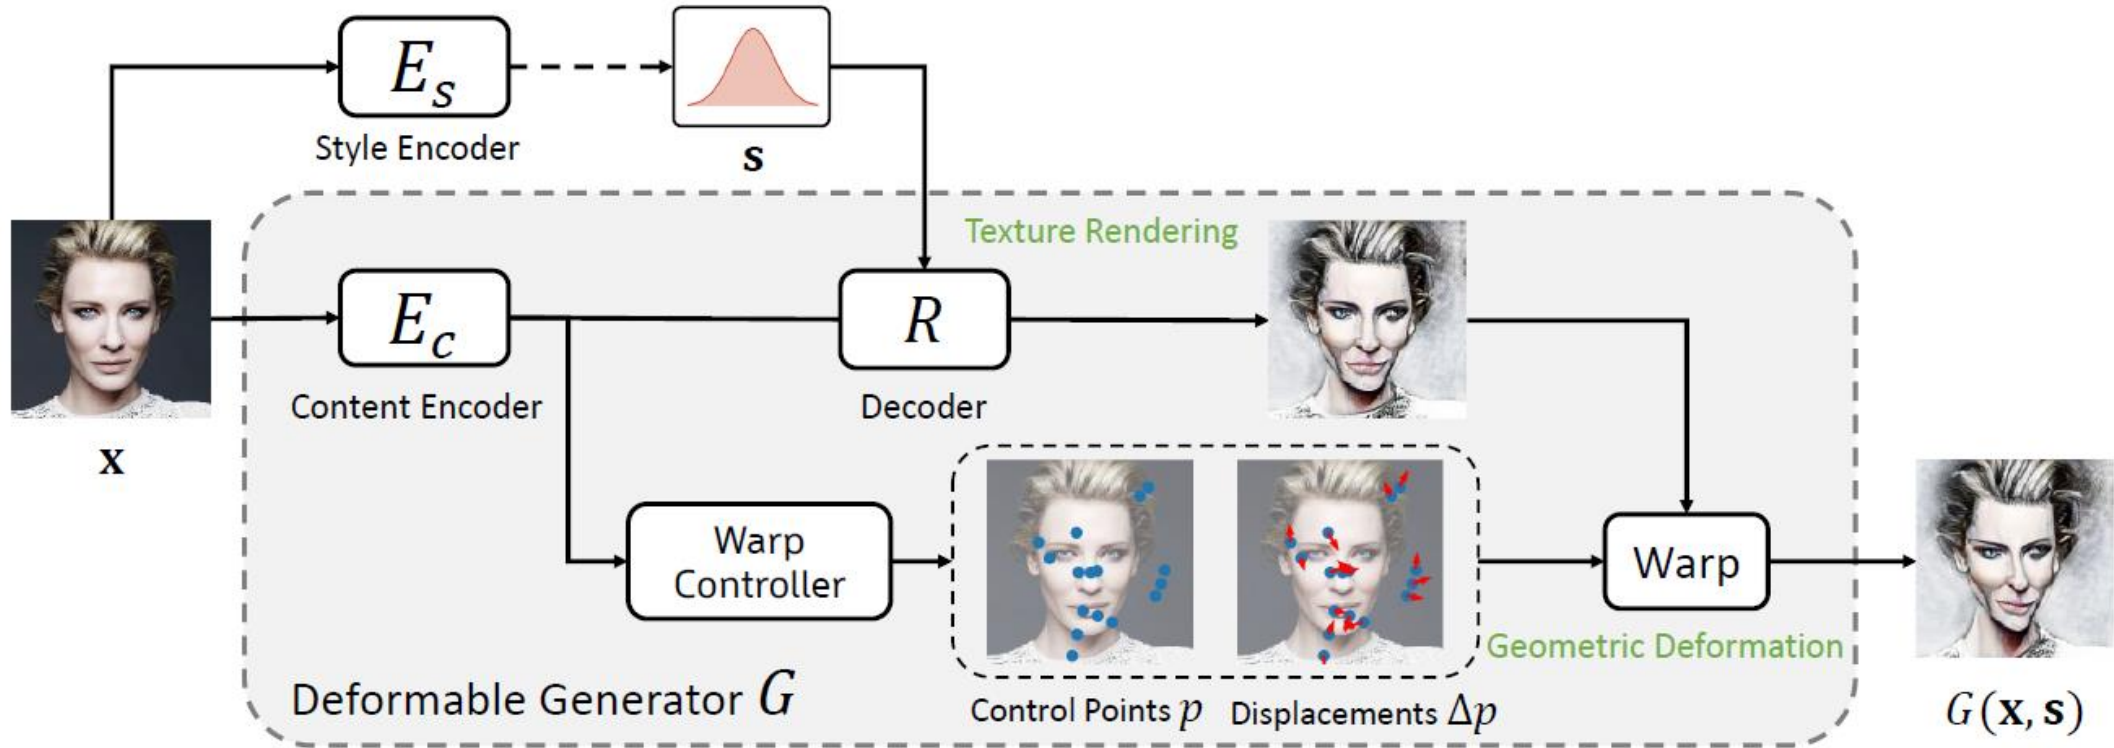 E_s
Style Encoder
s
Texture Rendering
x
E_c
Content Encoder
R
Decoder
Warp
Controller
Warp
Geometric Deformation
Deformable Generator G
Control Points p
Displacements Δp
G(x, s)